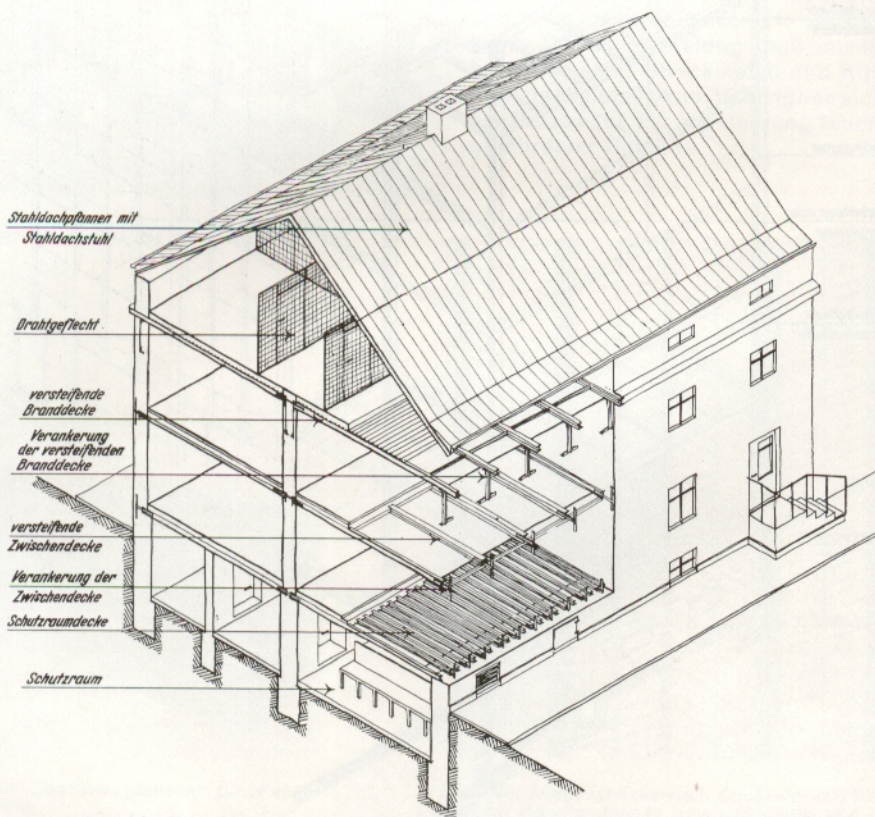 Stahldachpfannen mit
Stahldachstuhl
Drahtgeflecht
versteifende
Branddecke
Verankerung
der versteifenden
Branddecke
versteifende
Zwischendecke
Verankerung der
Zwischendecke
Schutzraumdecke
Schutzraum